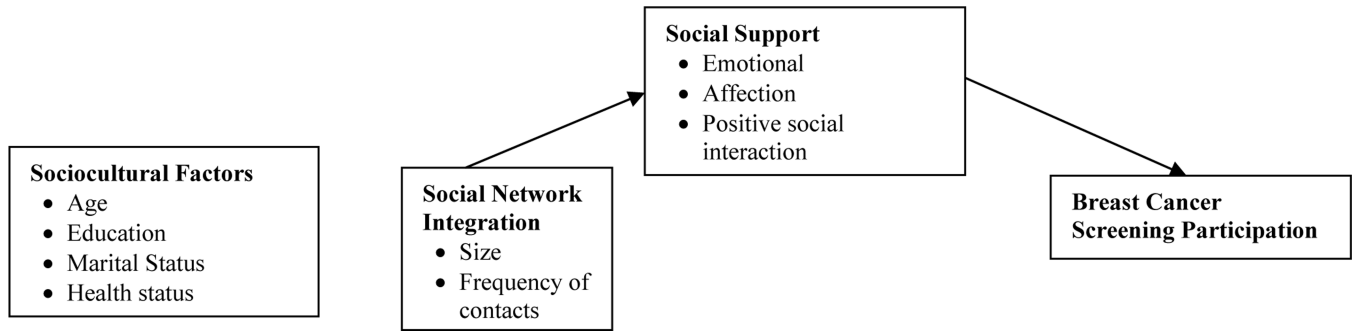 Sociocultural Factors
• Age
• Education
• Marital Status
• Health status
Social Network
Integration
• Size
• Frequency of
contacts
Social Support
• Emotional
• Affection
• Positive social
interaction
Breast Cancer
Screening Participation